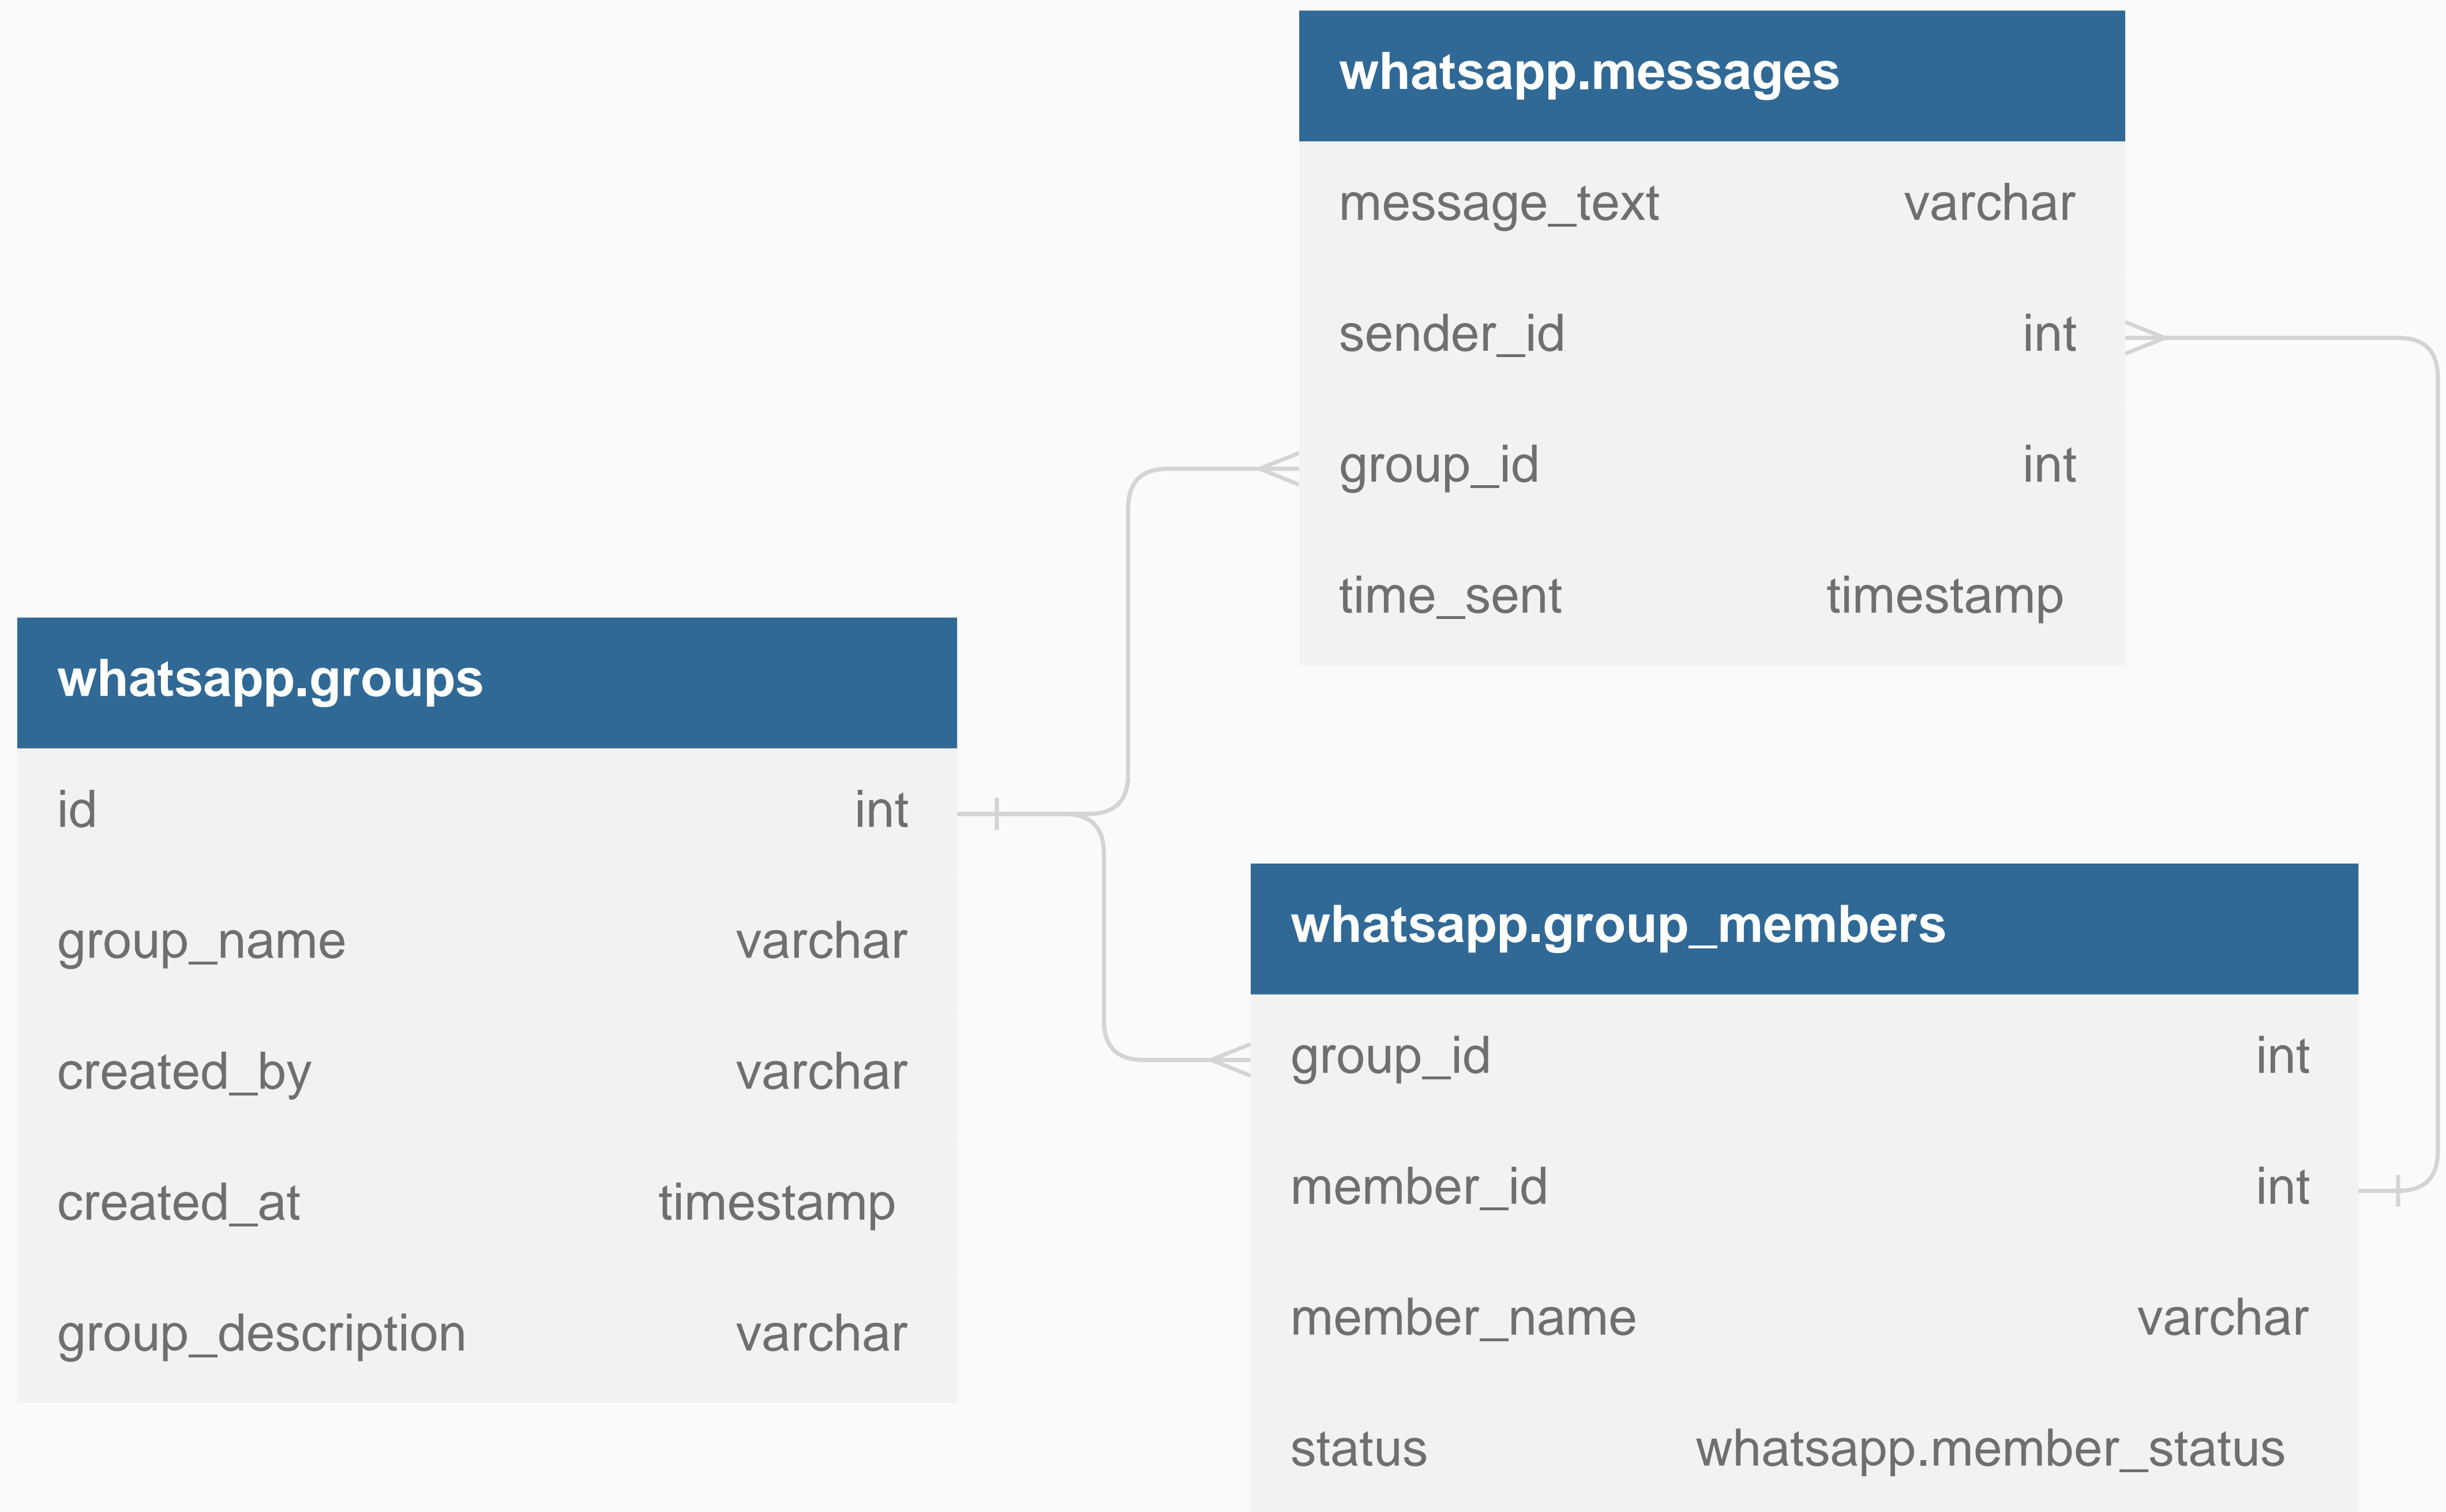 whatsapp.messages
message_text varchar
sender_id int
group_id int
time_sent timestamp
whatsapp.groups
id int
group_name varchar
created_by varchar
created_at timestamp
group_description varchar
whatsapp.group_members
group_id int
member_id int
member_name varchar
status whatsapp.member_status